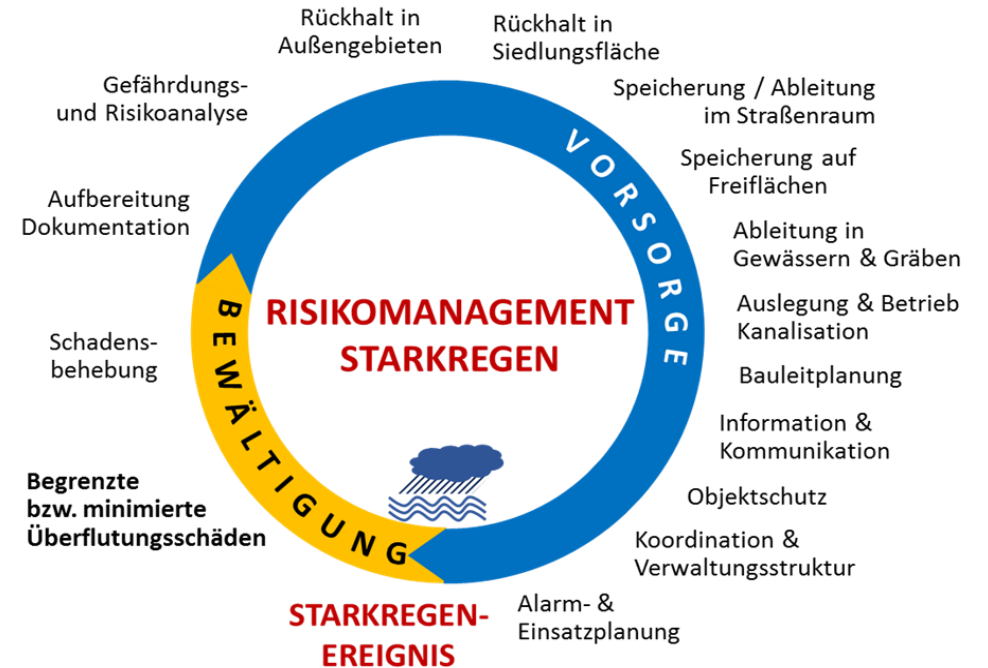 Rückhalt in
Außengebieten
Rückhalt in
Siedlungsfläche
Gefährdungs-
und Risikoanalyse
Speicherung / Ableitung
im Straßenraum
VORSORGE
Speicherung auf
Freiflächen
Aufbereitung
Dokumentation
Ableitung in
Gewässern & Gräben
RISIKOMANAGEMENT
STARKREGEN
Auslegung & Betrieb
Kanalisation
BEWÄLTIGUNG
Schadens-
behebung
Bauleitplanung
Information &
Kommunikation
Begrenzte
bzw. minimierte
Überflutungsschäden
Objektschutz
Koordination &
Verwaltungsstruktur
STARKREGEN-
EREIGNIS
Alarm- &
Einsatzplanung